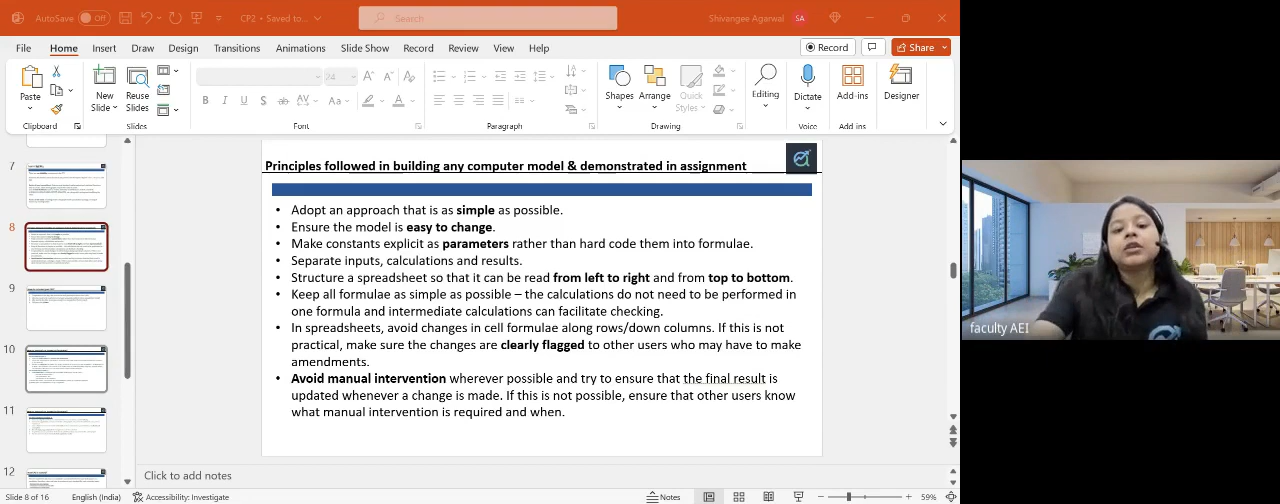 AutoSave Off CP2 • Saved to... Search Shivangee Agarwal SA
File Home Insert Draw Design Transitions Animations Slide Show Record Review View Help Record Share
Paste New Slide Reuse Slides 24 Shapes Arrange Quick Styles Editing Dictate Add-ins Designer
B I U S ab AV Aa A
Clipboard Slides Font Paragraph Drawing Voice Add-ins
Principles followed in building any computer model & demonstrated in assignment
• Adopt an approach that is as simple as possible.
• Ensure the model is easy to check.
• Make constants explicit by parameters rather than hard code them into formulae.
• Separate inputs, calculations and results.
• Structure a spreadsheet so that it can be read from left to right and from top to bottom.
• Keep all formulae as simple as possible – the calculations do not need to be performed in
one formula and intermediate calculations can facilitate checking.
• In spreadsheets, avoid changes in cell formulae along rows/down columns. If this is not
practical, make sure the changes are clearly flagged to other users who may have to make
amendments.
• Avoid manual intervention wherever possible and try to ensure that the final result is
updated whenever a change is made. If this is not possible, ensure that other users know
what manual intervention is required and when.
7
8
9
10
11
12
faculty AEI
Click to add notes
Slide 8 of 16 English (India) Accessibility: Investigate Notes 59%